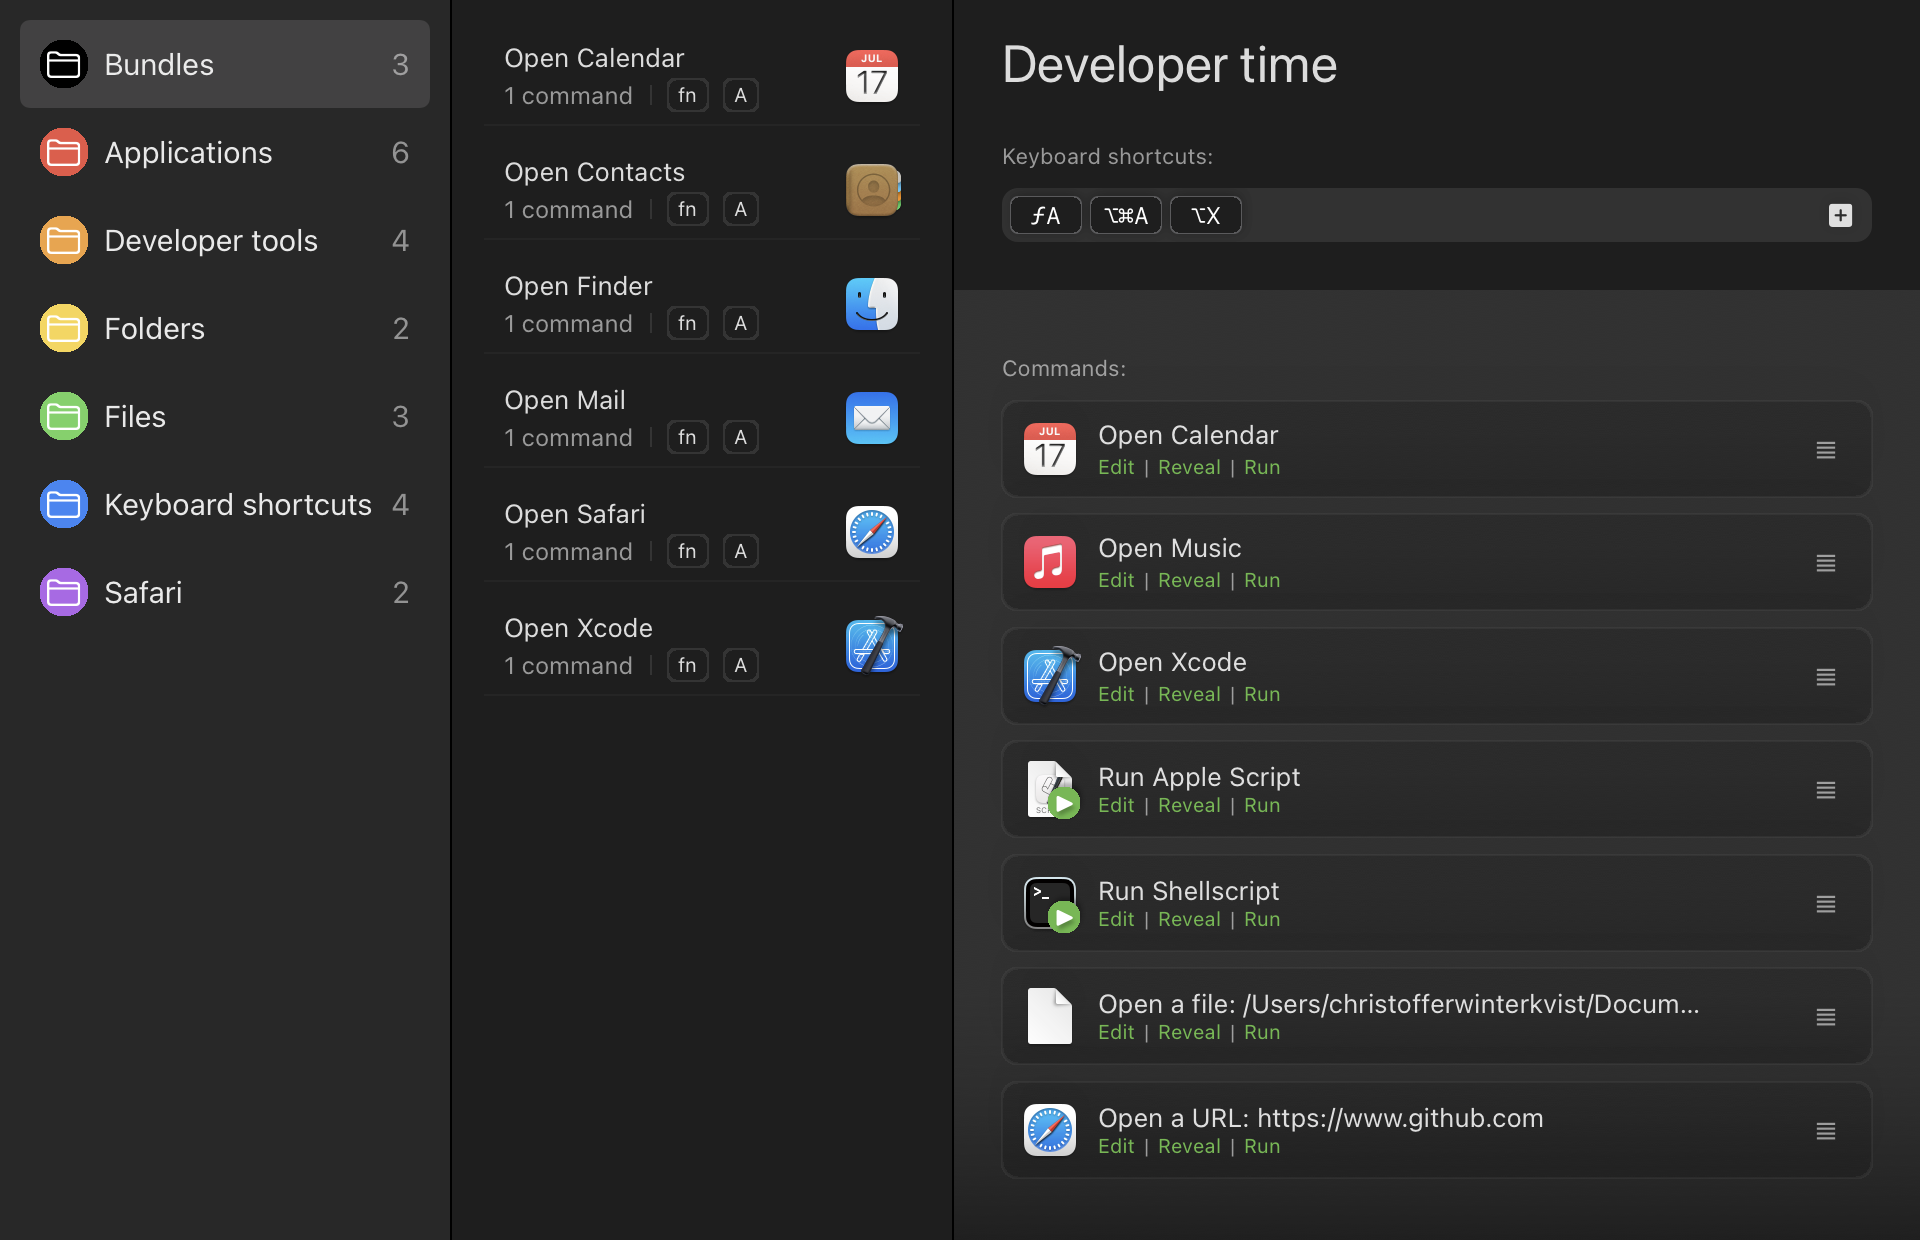 Bundles 3
Applications 6
Developer tools 4
Folders 2
Files 3
Keyboard shortcuts 4
Safari 2
Open Calendar
1 command | fn A
JUL
17
Open Contacts
1 command | fn A
Open Finder
1 command | fn A
Open Mail
1 command | fn A
Open Safari
1 command | fn A
Open Xcode
1 command | fn A
Developer time
Keyboard shortcuts:
ƒA ⌥⌘A ⌥X
Commands:
JUL
17
Open Calendar
Edit | Reveal | Run
Open Music
Edit | Reveal | Run
Open Xcode
Edit | Reveal | Run
Run Apple Script
Edit | Reveal | Run
>_
Run Shellscript
Edit | Reveal | Run
Open a file: /Users/christofferwinterkvist/Docum...
Edit | Reveal | Run
Open a URL: https://www.github.com
Edit | Reveal | Run